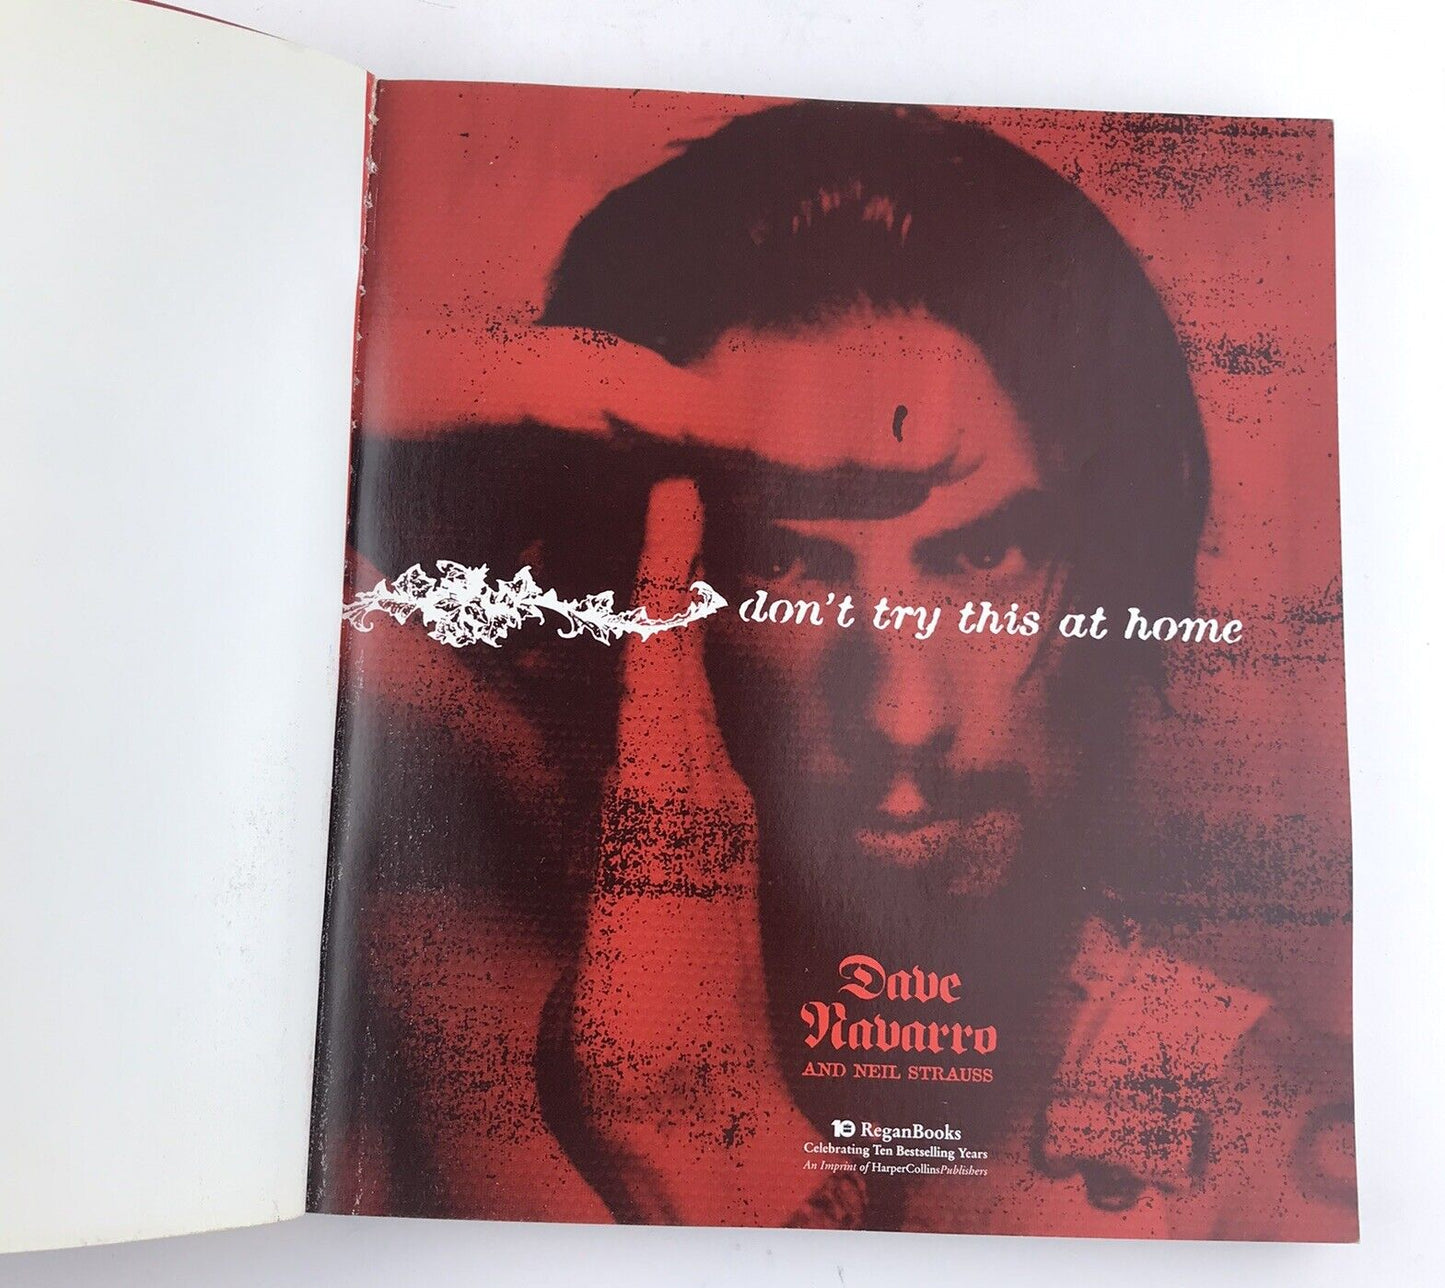 don't try this at home
Dave
Navarro
AND NEIL STRAUSS
10 ReganBooks
Celebrating Ten Bestselling Years
An Imprint of HarperCollinsPublishers